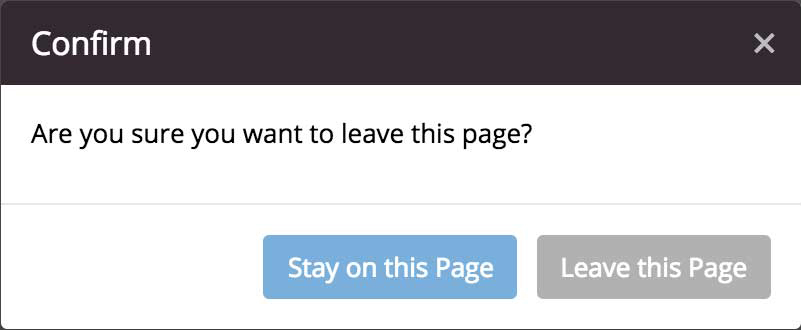 Confirm
Are you sure you want to leave this page?
Stay on this Page
Leave this Page